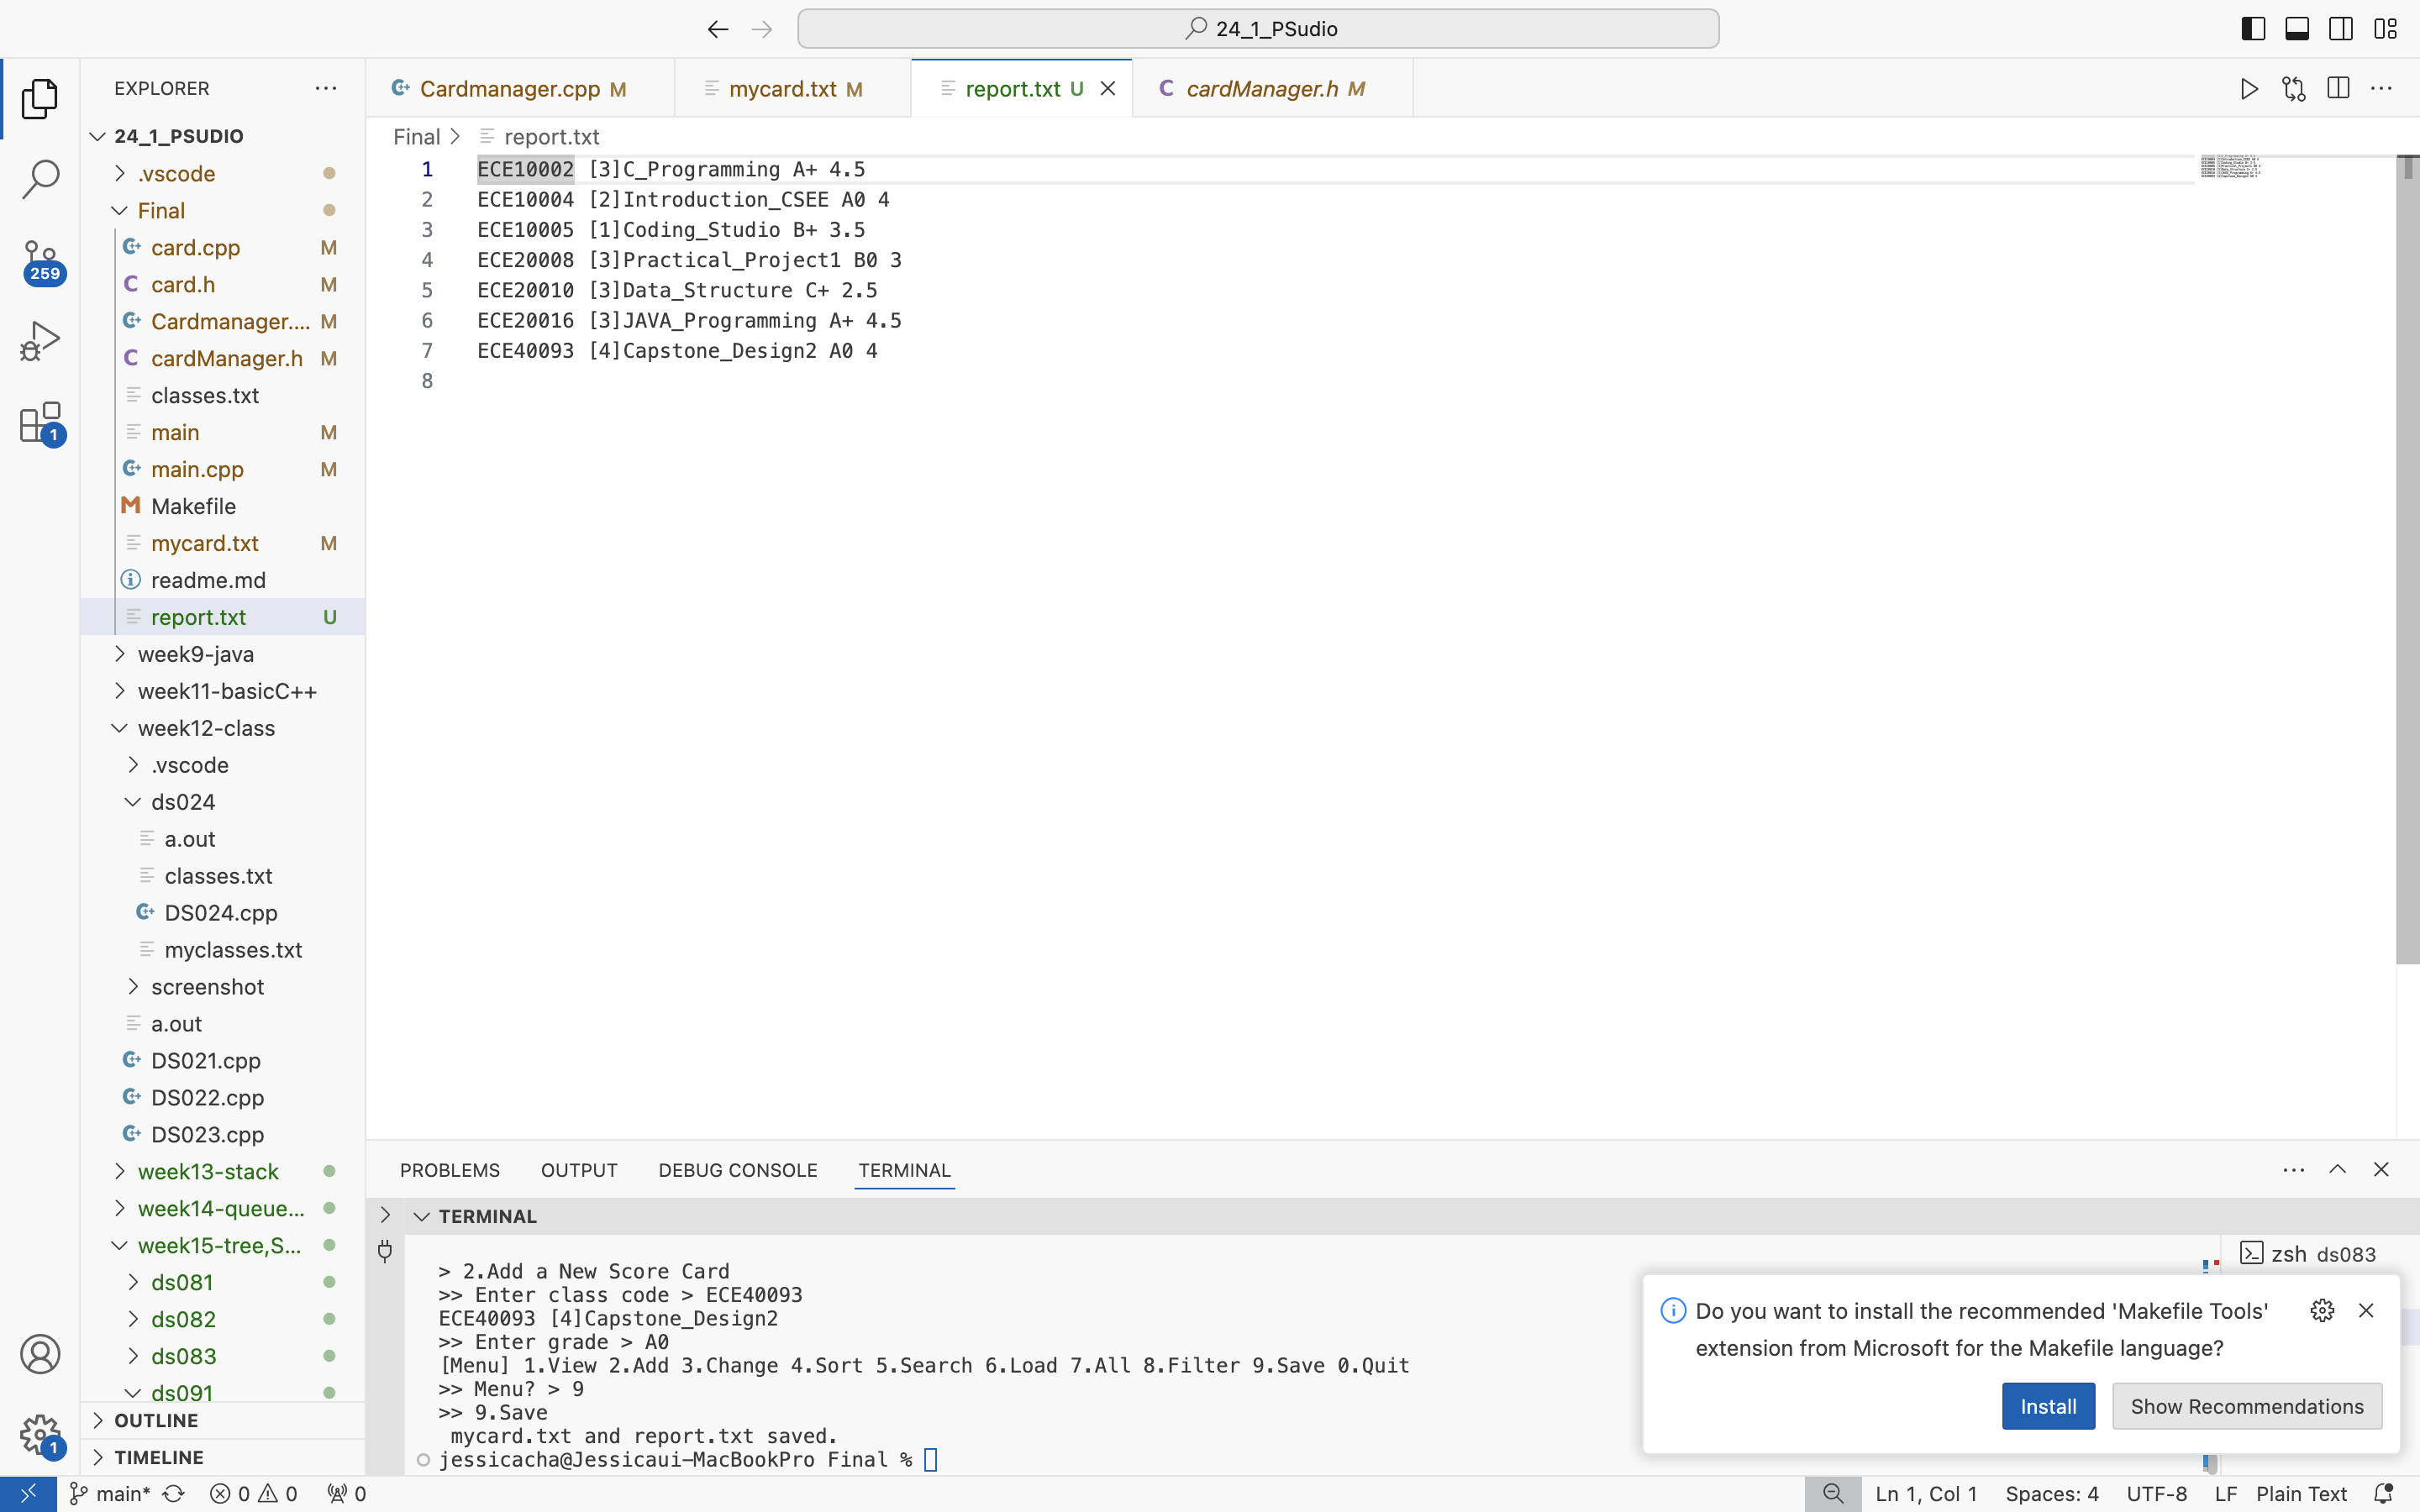 24_1_PSudio
EXPLORER
24_1_PSUDIO
.vscode
Final
card.cpp M
card.h M
Cardmanager.... M
cardManager.h M
classes.txt
main M
main.cpp M
Makefile
mycard.txt M
readme.md
report.txt U
week9-java
week11-basicC++
week12-class
.vscode
ds024
a.out
classes.txt
DS024.cpp
myclasses.txt
screenshot
a.out
DS021.cpp
DS022.cpp
DS023.cpp
week13-stack
week14-queue...
week15-tree,S...
ds081
ds082
ds083
ds091
OUTLINE
TIMELINE
259
1
1
Cardmanager.cpp M
mycard.txt M
report.txt U
cardManager.h M
Final > report.txt
1 ECE10002 [3]C_Programming A+ 4.5
2 ECE10004 [2]Introduction_CSEE A0 4
3 ECE10005 [1]Coding_Studio B+ 3.5
4 ECE20008 [3]Practical_Project1 B0 3
5 ECE20010 [3]Data_Structure C+ 2.5
6 ECE20016 [3]JAVA_Programming A+ 4.5
7 ECE40093 [4]Capstone_Design2 A0 4
8
PROBLEMS OUTPUT DEBUG CONSOLE TERMINAL
TERMINAL
> 2.Add a New Score Card
>> Enter class code > ECE40093
ECE40093 [4]Capstone_Design2
>> Enter grade > A0
[Menu] 1.View 2.Add 3.Change 4.Sort 5.Search 6.Load 7.All 8.Filter 9.Save 0.Quit
>> Menu? > 9
>> 9.Save
mycard.txt and report.txt saved.
jessicacha@Jessicaui-MacBookPro Final %
zsh ds083
Do you want to install the recommended 'Makefile Tools'
extension from Microsoft for the Makefile language?
Install Show Recommendations
main* 0 0 0
Ln 1, Col 1 Spaces: 4 UTF-8 LF Plain Text